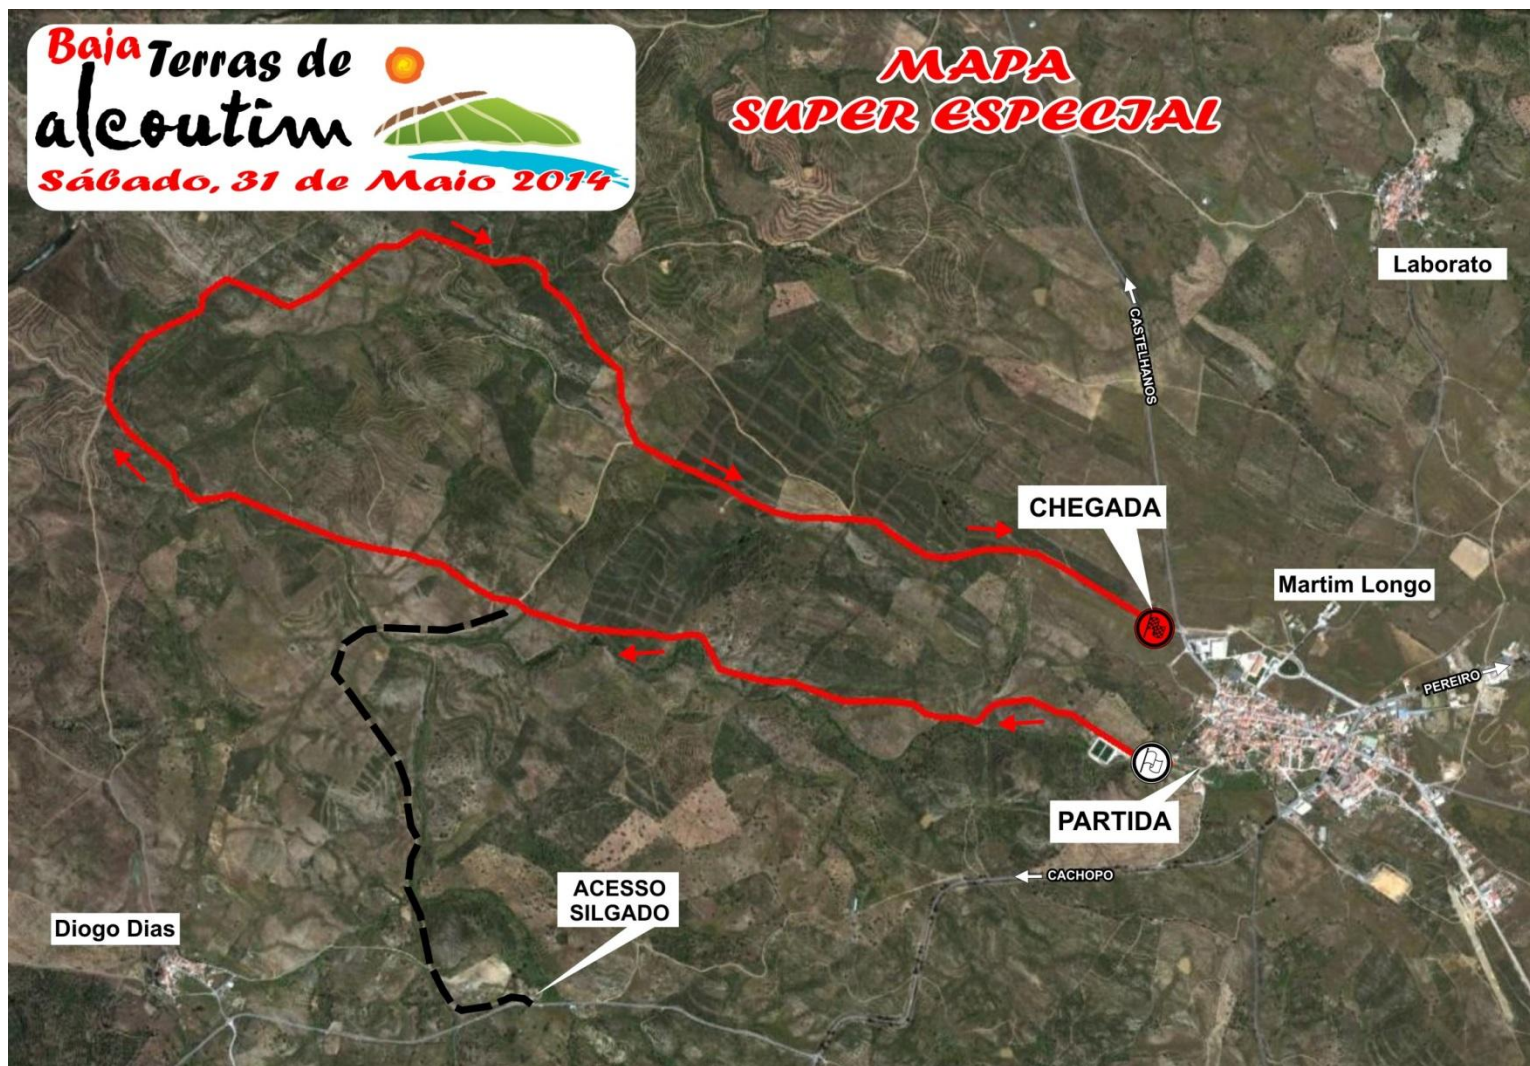 Baja Terras de
alcoutim
Sábado, 31 de Maio 2014
MAPA
SUPER ESPECIAL
Laborato
CASTELHANOS
CHEGADA
Martim Longo
PEREIRO
PARTIDA
CACHOPO
ACESSO
SILGADO
Diogo Dias